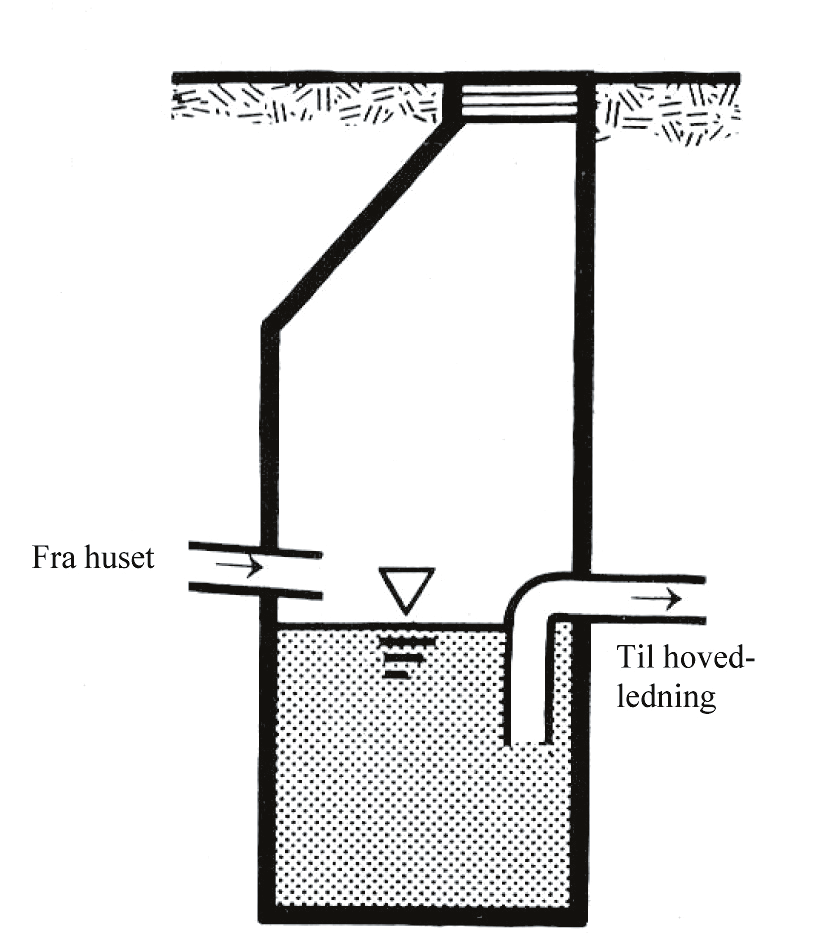 Fra huset
Til hoved-
ledning